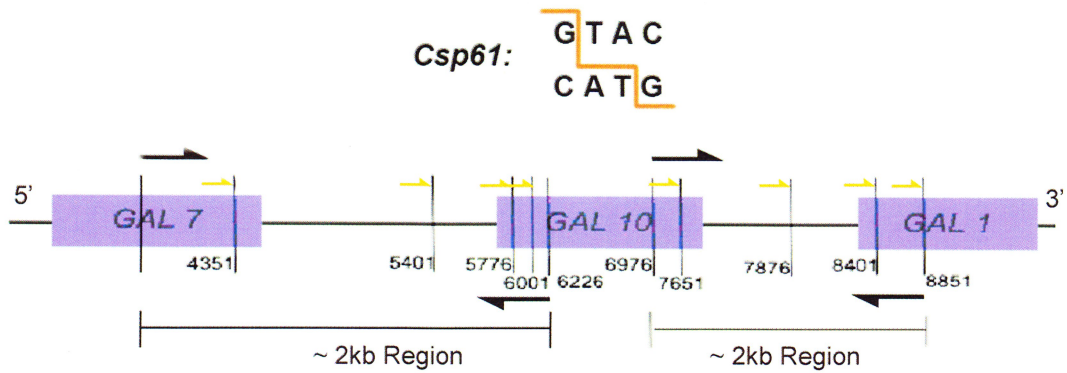 Csp61:
G T A C
C A T G
5'
3'
GAL 7
GAL 10
GAL 1
4351
5401
5776
6001
6226
6976
7651
7876
8401
8851
~ 2kb Region
~ 2kb Region